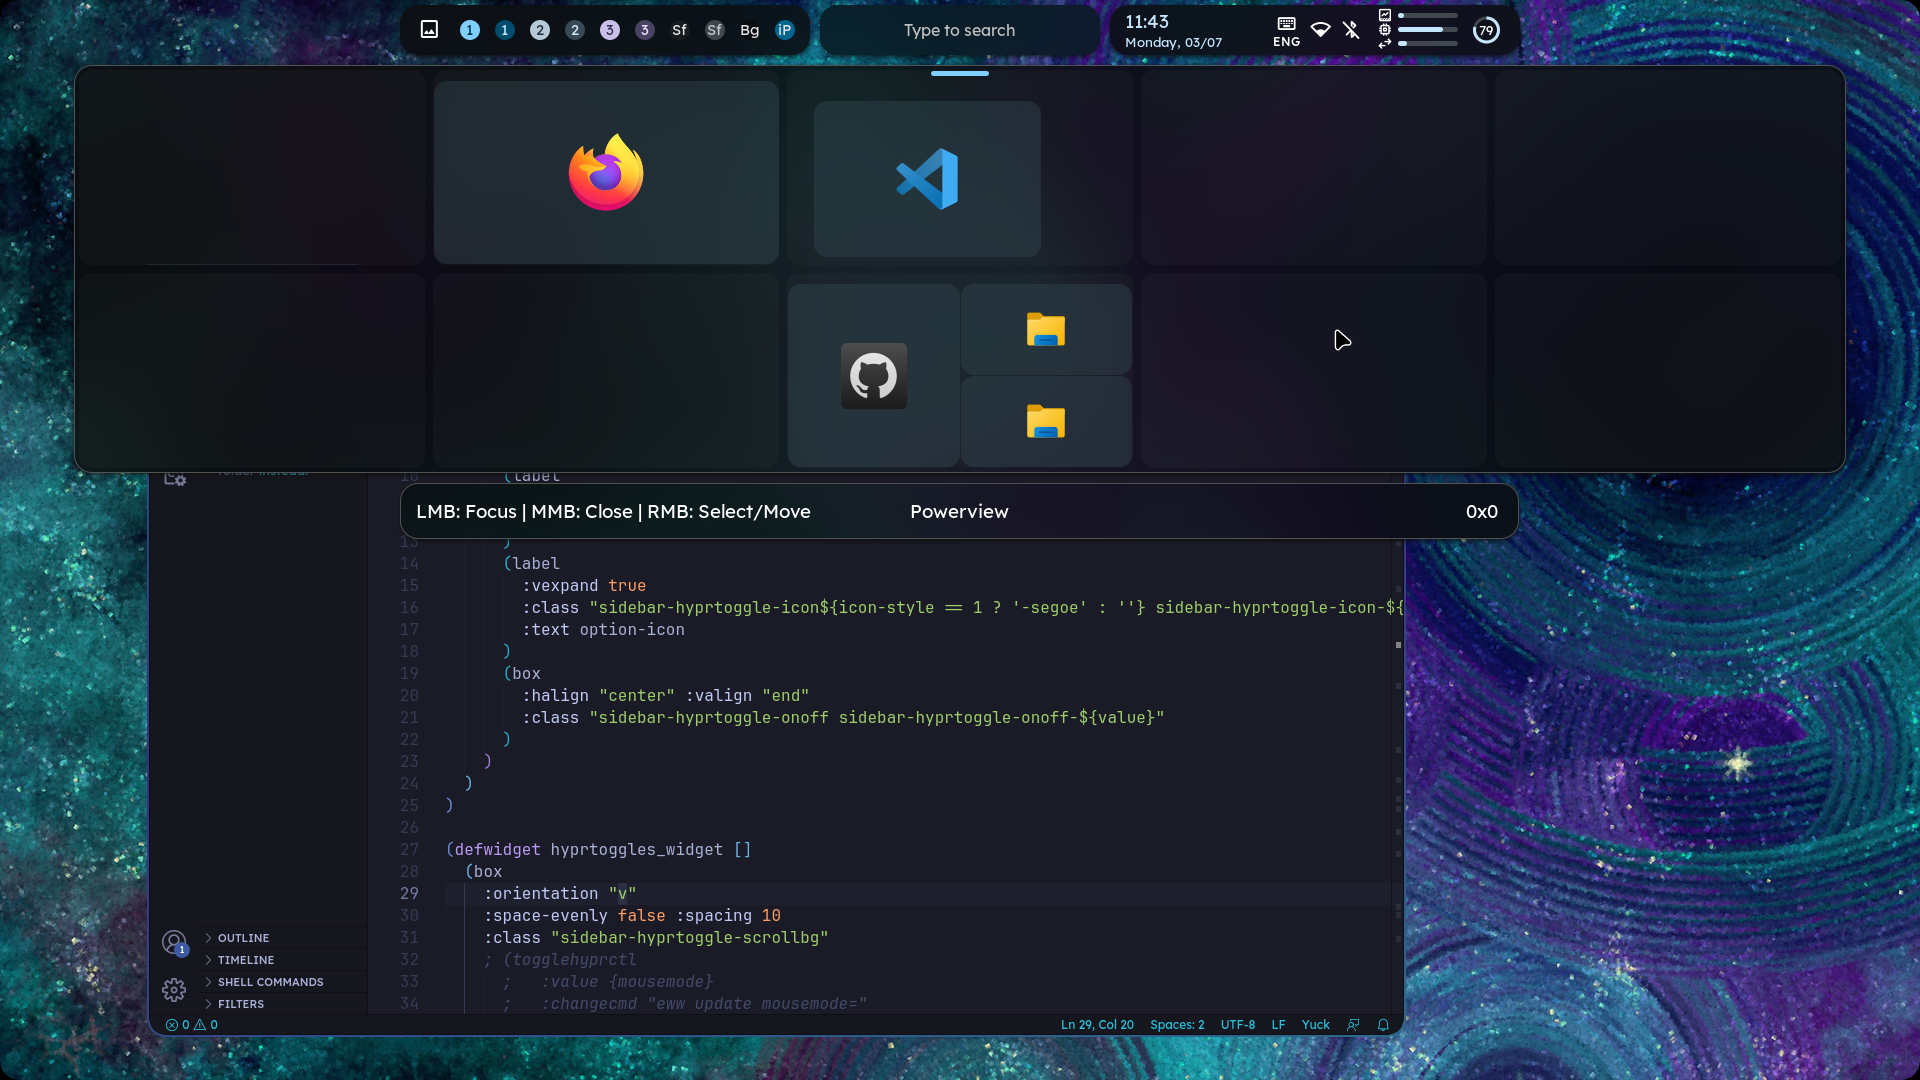 1 1 2 2 3 3 Sf Sf Bg iP
Type to search
11:43
Monday, 03/07
ENG
79
folder instead.
10 (label
LMB: Focus | MMB: Close | RMB: Select/Move
Powerview
0x0
13 )
14 (label
15 :vexpand true
16 :class "sidebar-hyprtoggle-icon${icon-style == 1 ? '-segoe' : ''} sidebar-hyprtoggle-icon-${
17 :text option-icon
18 )
19 (box
20 :halign "center" :valign "end"
21 :class "sidebar-hyprtoggle-onoff sidebar-hyprtoggle-onoff-${value}"
22 )
23 )
24 )
25 )
26
27 (defwidget hyprtoggles_widget []
28 (box
29 :orientation "v"
30 :space-evenly false :spacing 10
31 :class "sidebar-hyprtoggle-scrollbg"
32 ; (togglehyprctl
33 ; :value {mousemode}
34 ; :changecmd "eww update mousemode="
1
OUTLINE
TIMELINE
SHELL COMMANDS
FILTERS
0 0
Ln 29, Col 20 Spaces: 2 UTF-8 LF Yuck